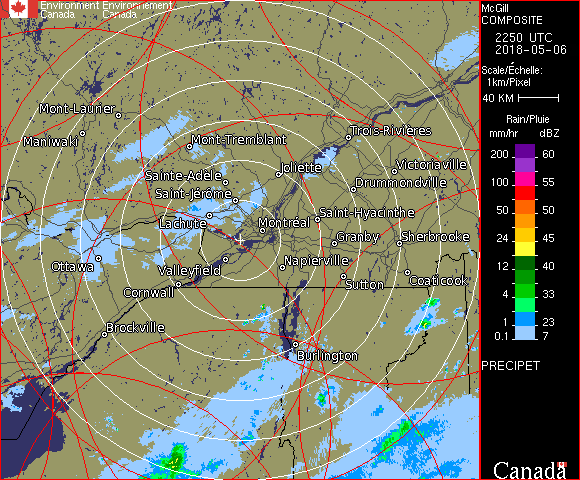 Environment Environnement
Canada Canada
McGill
COMPOSITE
2250 UTC
2018-05-06
Scale/Échelle:
1km/Pixel
40 KM
Rain/Pluie
mm/hr dBZ
200 60
100 55
50 50
24 45
12 40
4 33
1 23
0.1 7
PRECIPET
Canada
Mont-Laurier
Maniwaki
Mont-Tremblant
Trois-Rivières
Sainte-Adèle
Joliette
Victoriaville
Saint-Jérôme
Drummondville
Lachute
Montréal
Saint-Hyacinthe
Granby
Sherbrooke
Ottawa
Valleyfield
Napierville
Cornwall
Sutton
Coaticook
Brockville
Burlington